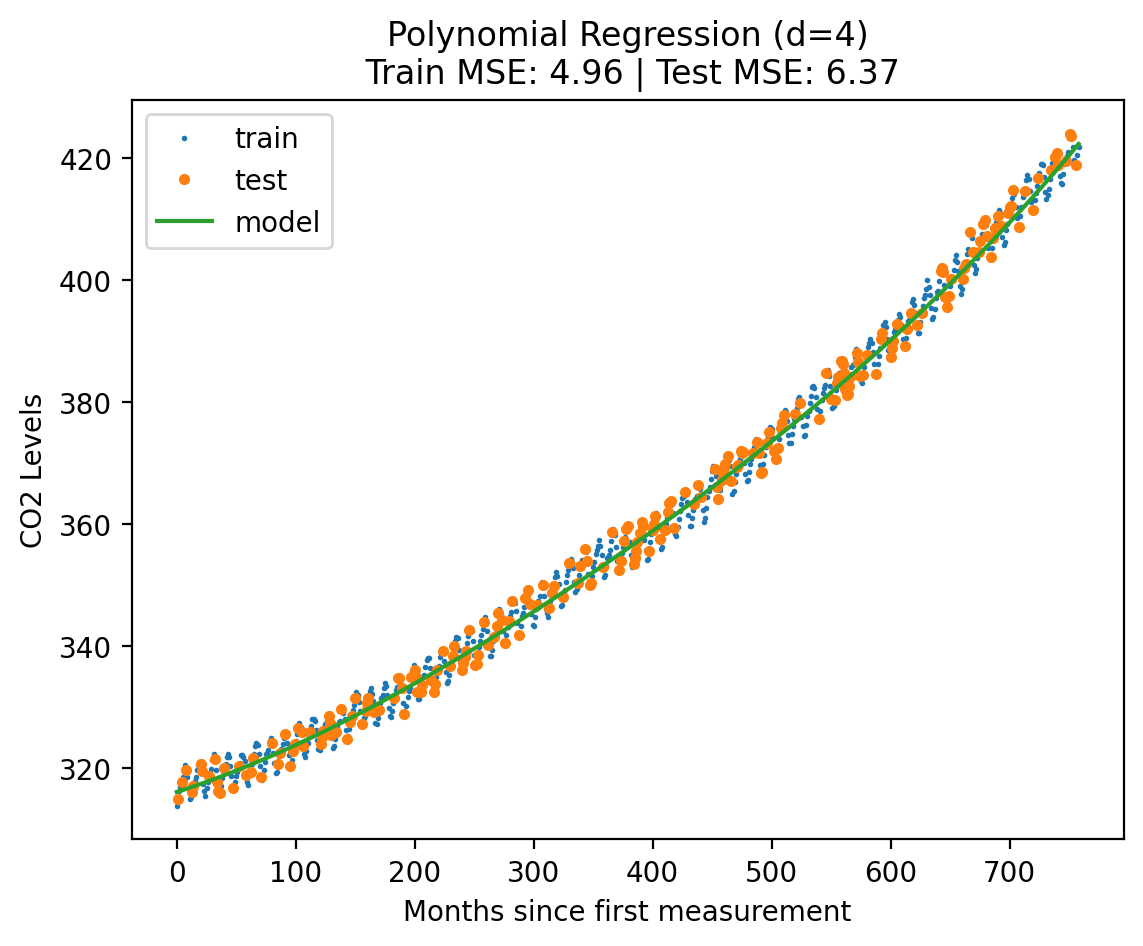 Polynomial Regression (d=4)
Train MSE: 4.96 | Test MSE: 6.37
train
test
model
420
400
380
360
340
320
CO2 Levels
0 100 200 300 400 500 600 700
Months since first measurement